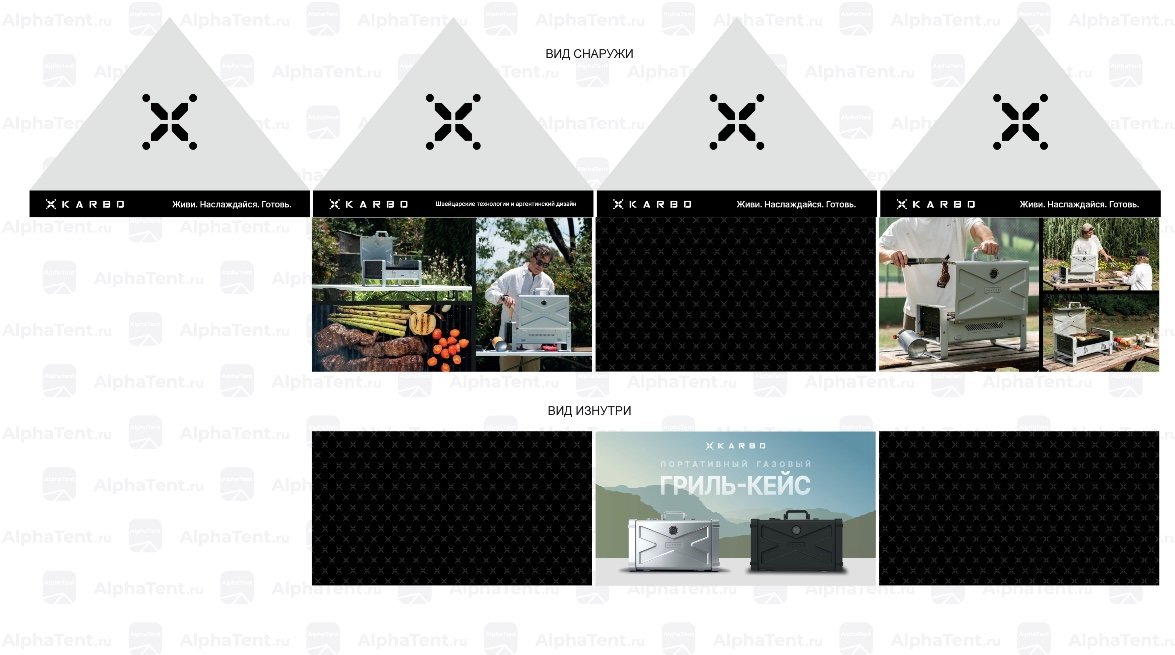 ВИД СНАРУЖИ
KARBO Живи. Наслаждайся. Готовь.
KARBO Швейцарские технологии и аргентинский дизайн
KARBO Живи. Наслаждайся. Готовь.
KARBO Живи. Наслаждайся. Готовь.
ВИД ИЗНУТРИ
KARBO
ПОРТАТИВНЫЙ ГАЗОВЫЙ
ГРИЛЬ-КЕЙС
AlphaTent.ru